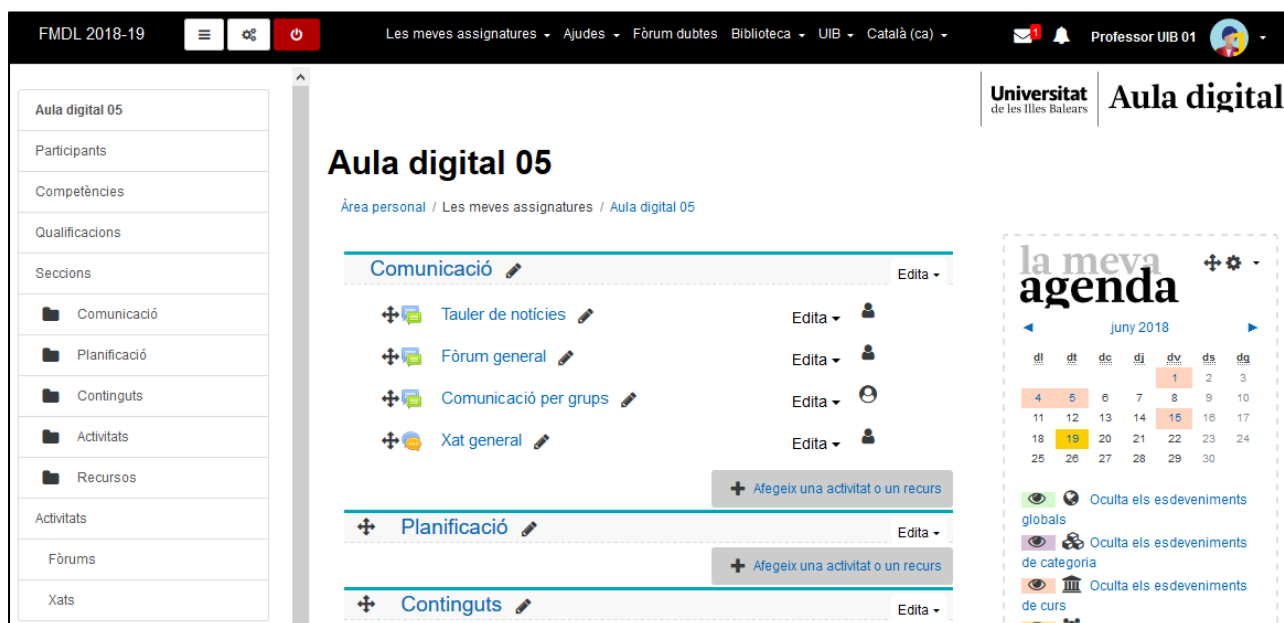 FMDL 2018-19
Les meves assignatures Ajudes Fòrum dubtes Biblioteca UIB Català (ca)
1
Professor UIB 01
Universitat
de les Illes Balears
Aula digital
Aula digital 05
Participants
Competències
Qualificacions
Seccions
Comunicació
Planificació
Continguts
Activitats
Recursos
Activitats
Fòrums
Xats
Aula digital 05
Àrea personal / Les meves assignatures / Aula digital 05
Comunicació Edita
Tauler de notícies Edita
Fòrum general Edita
Comunicació per grups Edita
Xat general Edita
Afegeix una activitat o un recurs
Planificació Edita
Afegeix una activitat o un recurs
Continguts Edita
la meva
agenda
juny 2018
dl dt dc dj dv ds dg
1 2 3
4 5 6 7 8 9 10
11 12 13 14 15 16 17
18 19 20 21 22 23 24
25 26 27 28 29 30
Oculta els esdeveniments
globals
Oculta els esdeveniments
de categoria
Oculta els esdeveniments
de curs